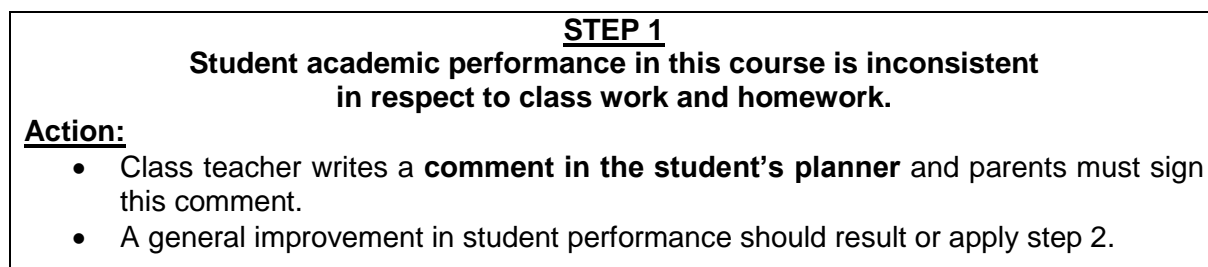 STEP 1
Student academic performance in this course is inconsistent
in respect to class work and homework.
Action:
• Class teacher writes a comment in the student’s planner and parents must sign
this comment.
• A general improvement in student performance should result or apply step 2.